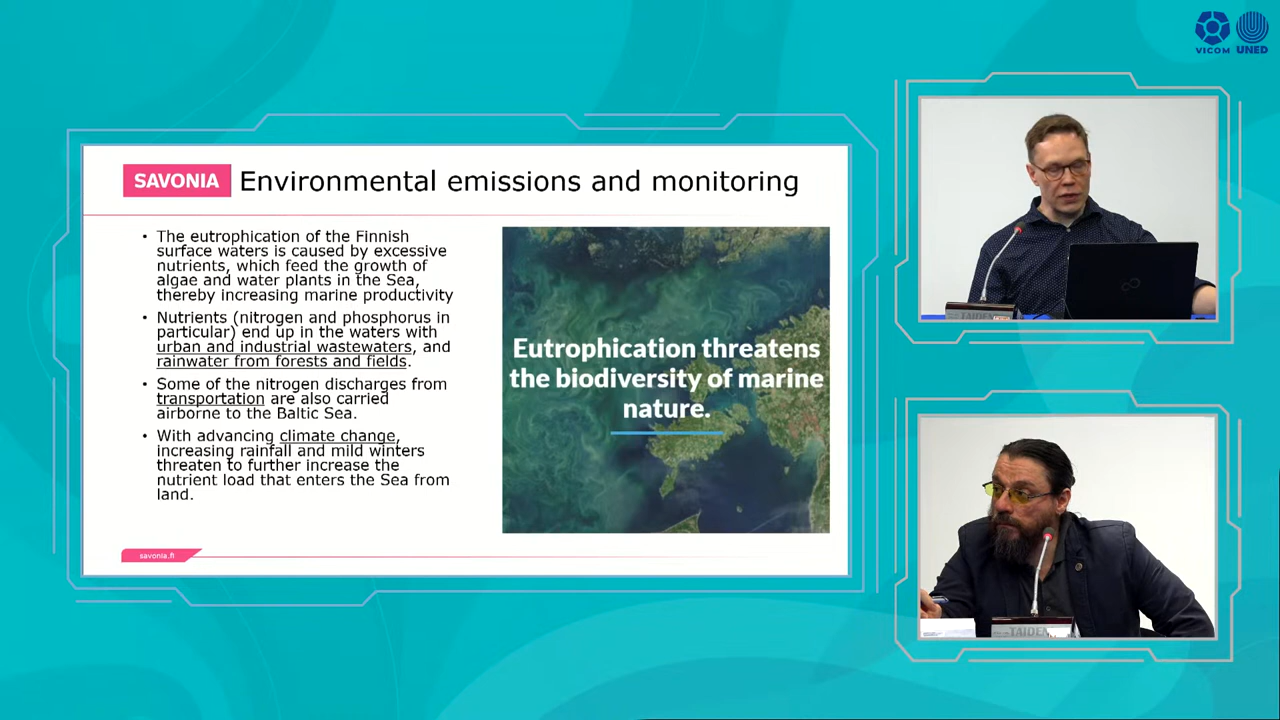 VICOM UNED
SAVONIA Environmental emissions and monitoring
• The eutrophication of the Finnish
surface waters is caused by excessive
nutrients, which feed the growth of
algae and water plants in the Sea,
thereby increasing marine productivity
• Nutrients (nitrogen and phosphorus in
particular) end up in the waters with
urban and industrial wastewaters, and
rainwater from forests and fields.
• Some of the nitrogen discharges from
transportation are also carried
airborne to the Baltic Sea.
• With advancing climate change,
increasing rainfall and mild winters
threaten to further increase the
nutrient load that enters the Sea from
land.
Eutrophication threatens
the biodiversity of marine
nature.
savonia.fi
TAIDEN
TAIDEN